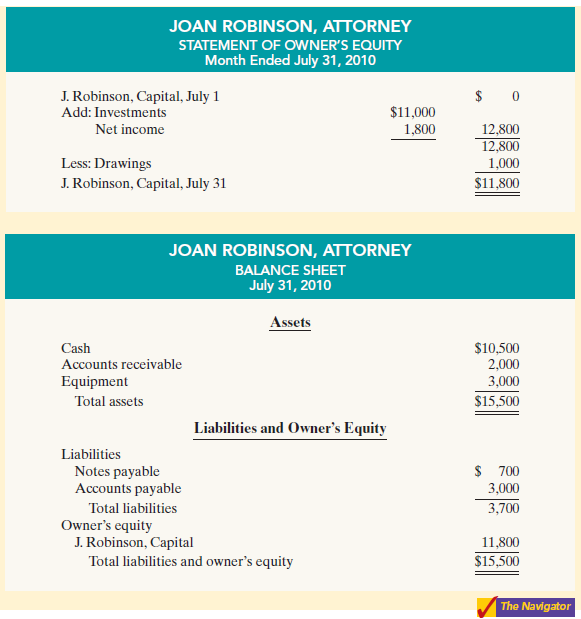 JOAN ROBINSON, ATTORNEY
STATEMENT OF OWNER'S EQUITY
Month Ended July 31, 2010
J. Robinson, Capital, July 1 $ 0
Add: Investments $11,000
Net income 1,800 12,800
12,800
Less: Drawings 1,000
J. Robinson, Capital, July 31 $11,800
JOAN ROBINSON, ATTORNEY
BALANCE SHEET
July 31, 2010
Assets
Cash $10,500
Accounts receivable 2,000
Equipment 3,000
Total assets $15,500
Liabilities and Owner's Equity
Liabilities
Notes payable $ 700
Accounts payable 3,000
Total liabilities 3,700
Owner's equity
J. Robinson, Capital 11,800
Total liabilities and owner's equity $15,500
The Navigator